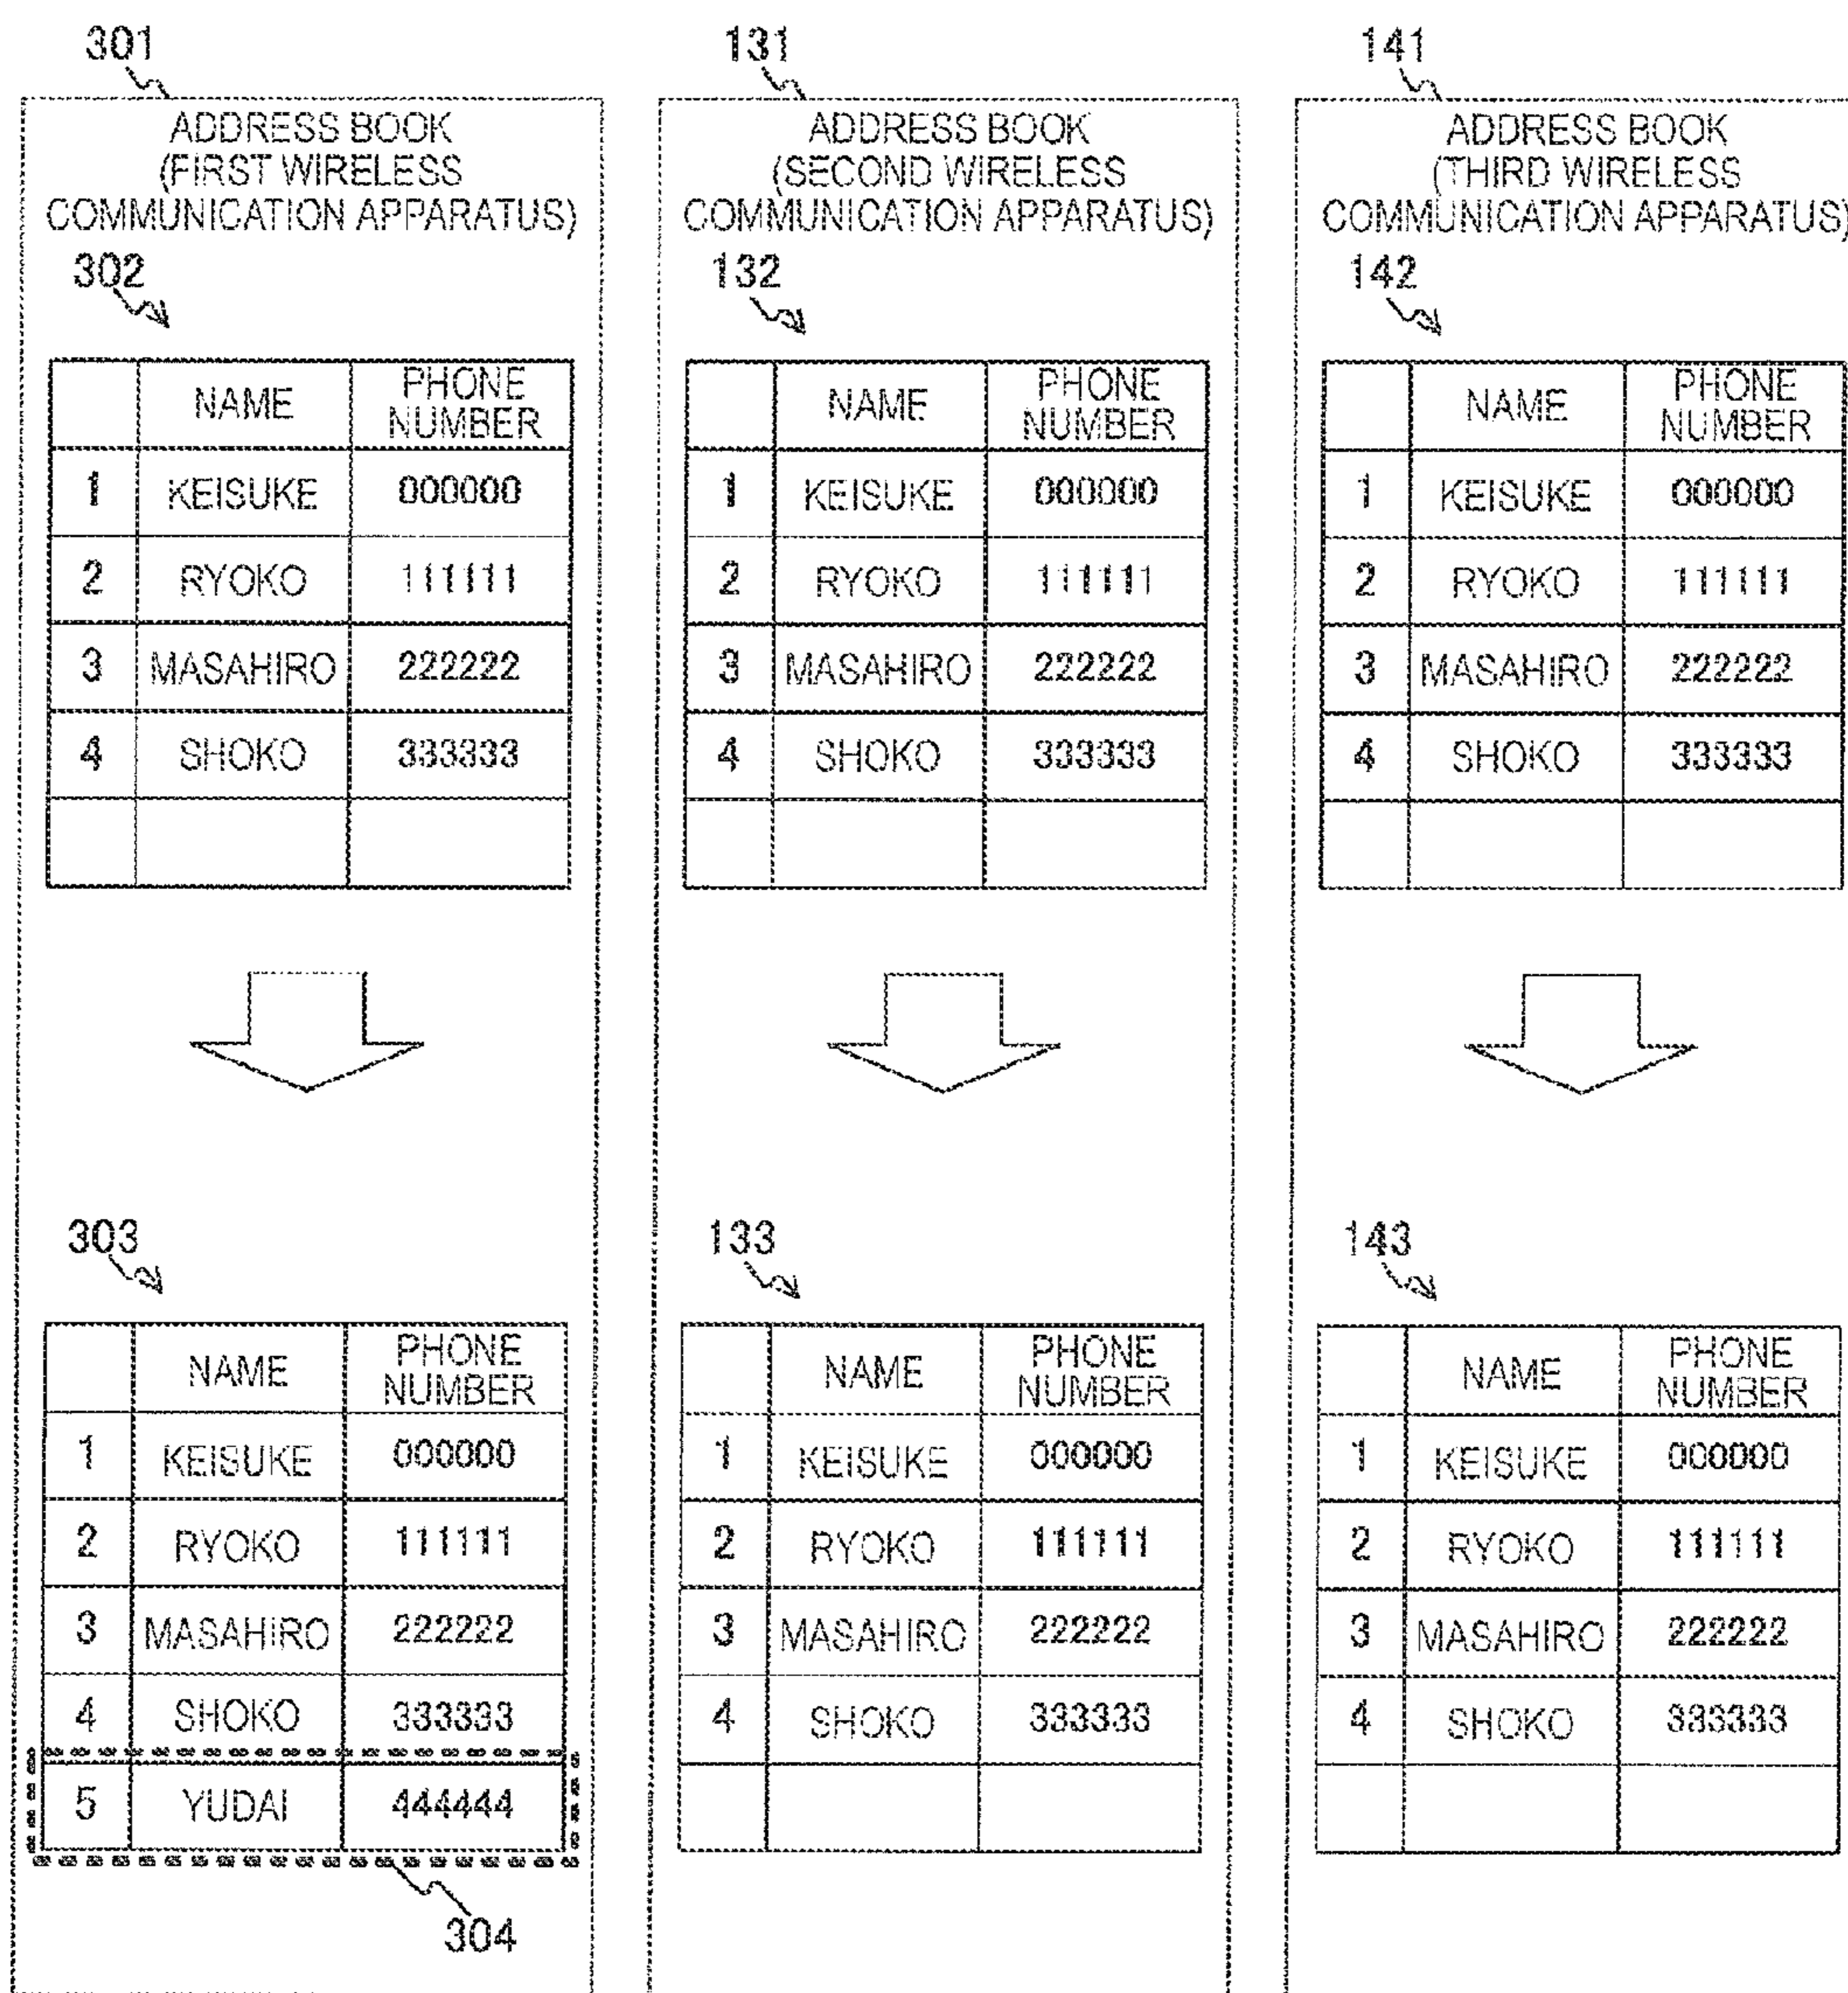 301
ADDRESS BOOK
(FIRST WIRELESS
COMMUNICATION APPARATUS)
302
NAME PHONE NUMBER
1 KEISUKE 000000
2 RYOKO 111111
3 MASAHIRO 222222
4 SHOKO 333333
303
NAME PHONE NUMBER
1 KEISUKE 000000
2 RYOKO 111111
3 MASAHIRO 222222
4 SHOKO 333333
5 YUDAI 444444
304
131
ADDRESS BOOK
(SECOND WIRELESS
COMMUNICATION APPARATUS)
132
NAME PHONE NUMBER
1 KEISUKE 000000
2 RYOKO 111111
3 MASAHIRO 222222
4 SHOKO 333333
133
NAME PHONE NUMBER
1 KEISUKE 000000
2 RYOKO 111111
3 MASAHIRO 222222
4 SHOKO 333333
141
ADDRESS BOOK
(THIRD WIRELESS
COMMUNICATION APPARATUS)
142
NAME PHONE NUMBER
1 KEISUKE 000000
2 RYOKO 111111
3 MASAHIRO 222222
4 SHOKO 333333
143
NAME PHONE NUMBER
1 KEISUKE 000000
2 RYOKO 111111
3 MASAHIRO 222222
4 SHOKO 333333